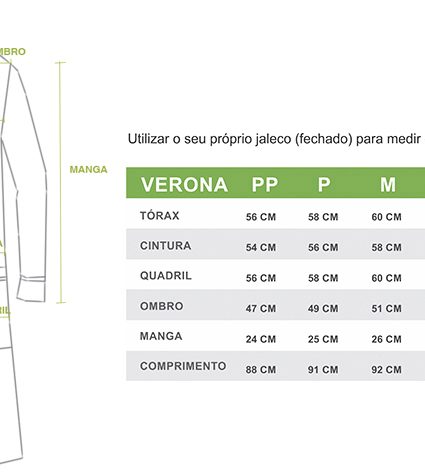 MBRO
Utilizar o seu próprio jaleco (fechado) para medir
MANGA
VERONA PP P M
TÓRAX 56 CM 58 CM 60 CM
CINTURA 54 CM 56 CM 58 CM
QUADRIL 56 CM 58 CM 60 CM
OMBRO 47 CM 49 CM 51 CM
MANGA 24 CM 25 CM 26 CM
COMPRIMENTO 88 CM 91 CM 92 CM
RIL